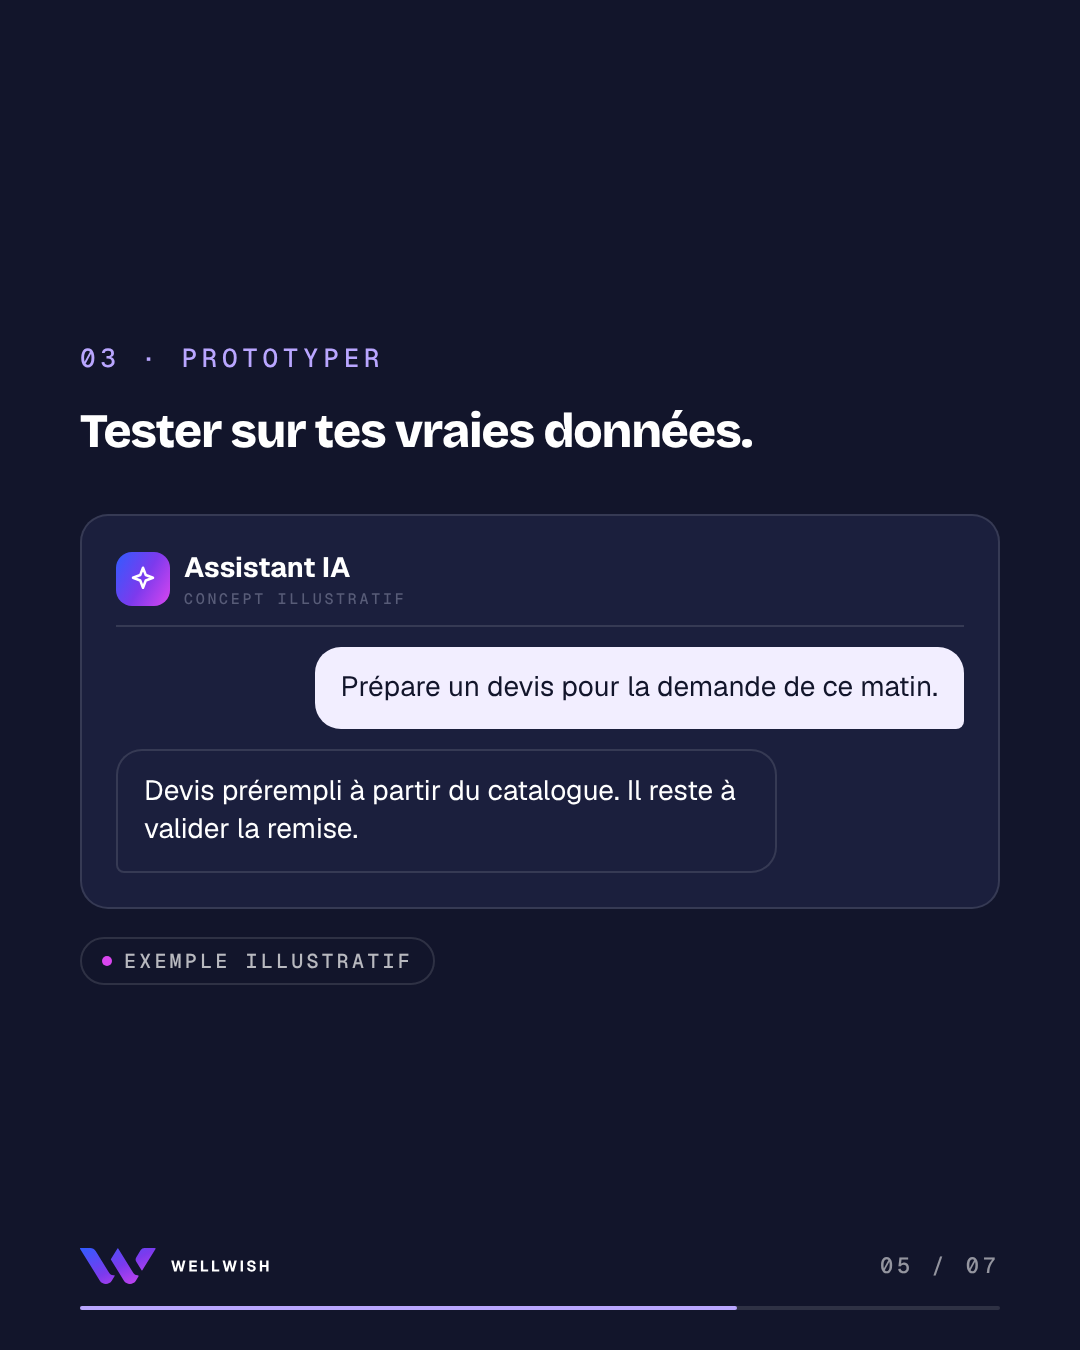 03 · PROTOTYPER
Tester sur tes vraies données.
Assistant IA
CONCEPT ILLUSTRATIF
Prépare un devis pour la demande de ce matin.
Devis prérempli à partir du catalogue. Il reste à
valider la remise.
EXEMPLE ILLUSTRATIF
WELLWISH
05 / 07